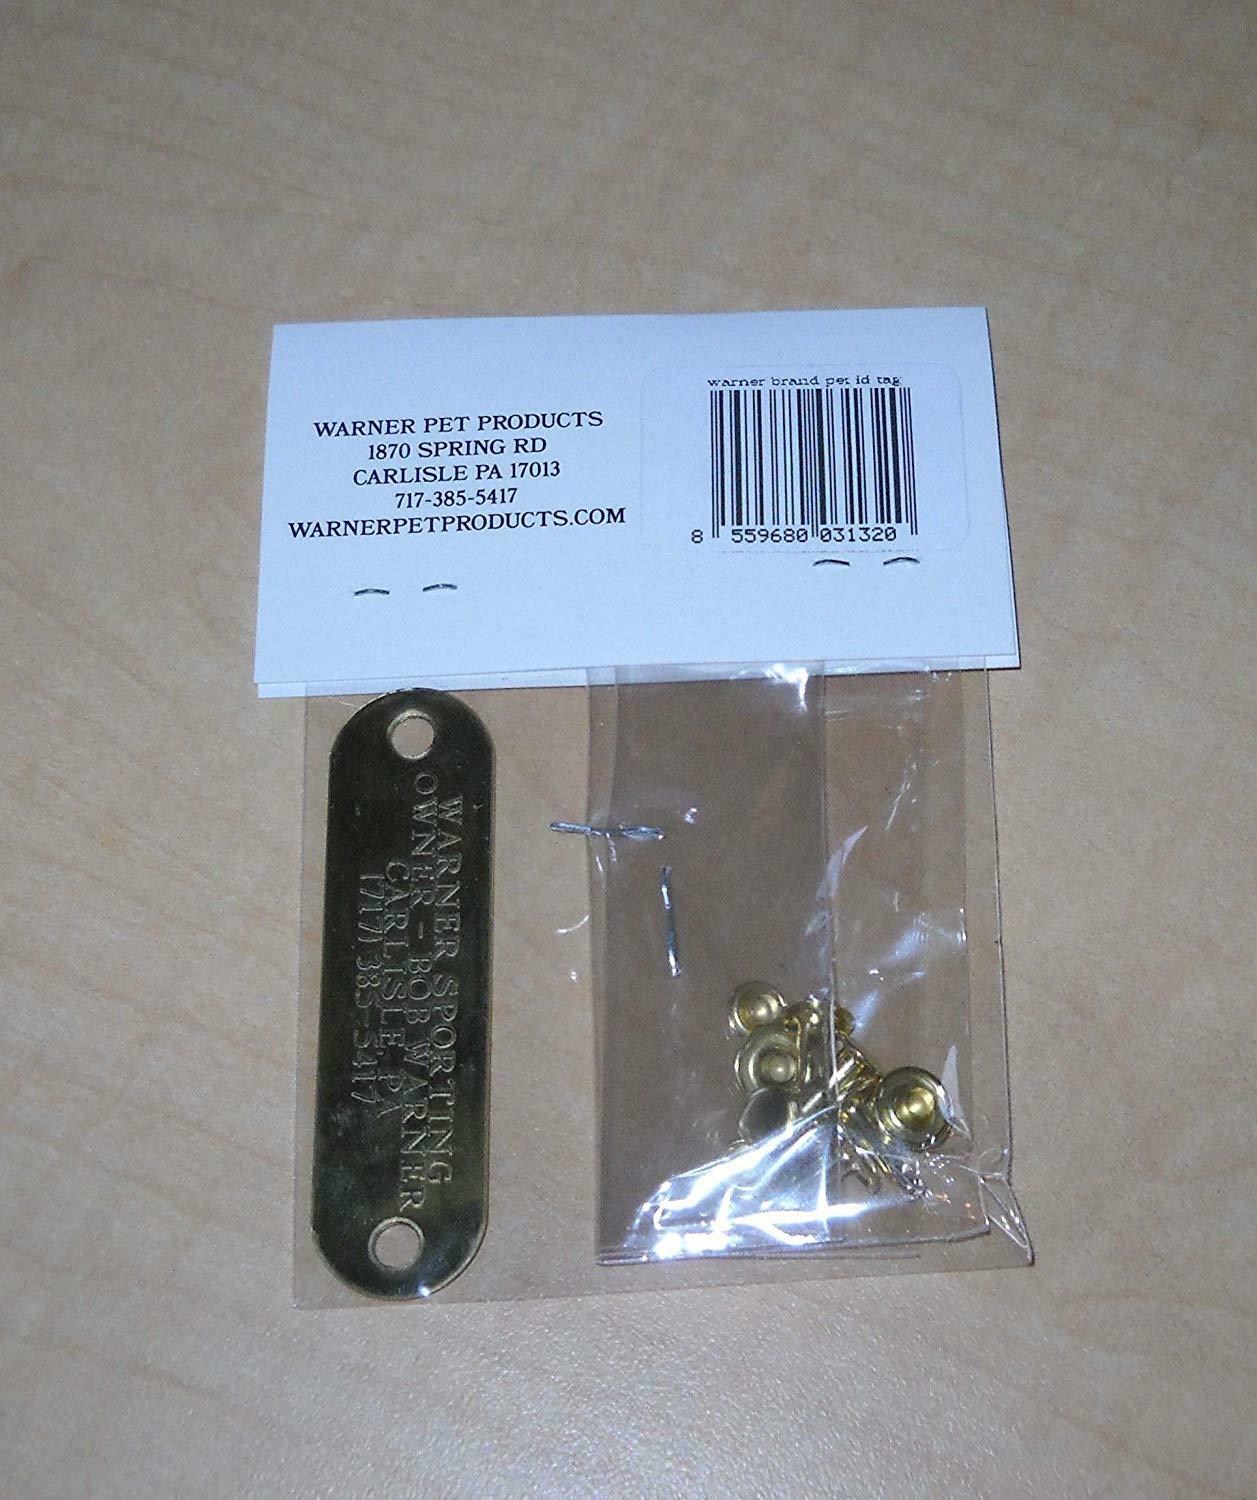 WARNER PET PRODUCTS
1870 SPRING RD
CARLISLE PA 17013
717-385-5417
WARNERPETPRODUCTS.COM
warner brand pet id tag
8 559680 031320
WARNER SPORTING
OWNER - BOB WARNER
CARLISLE, PA
(717) 385-5417